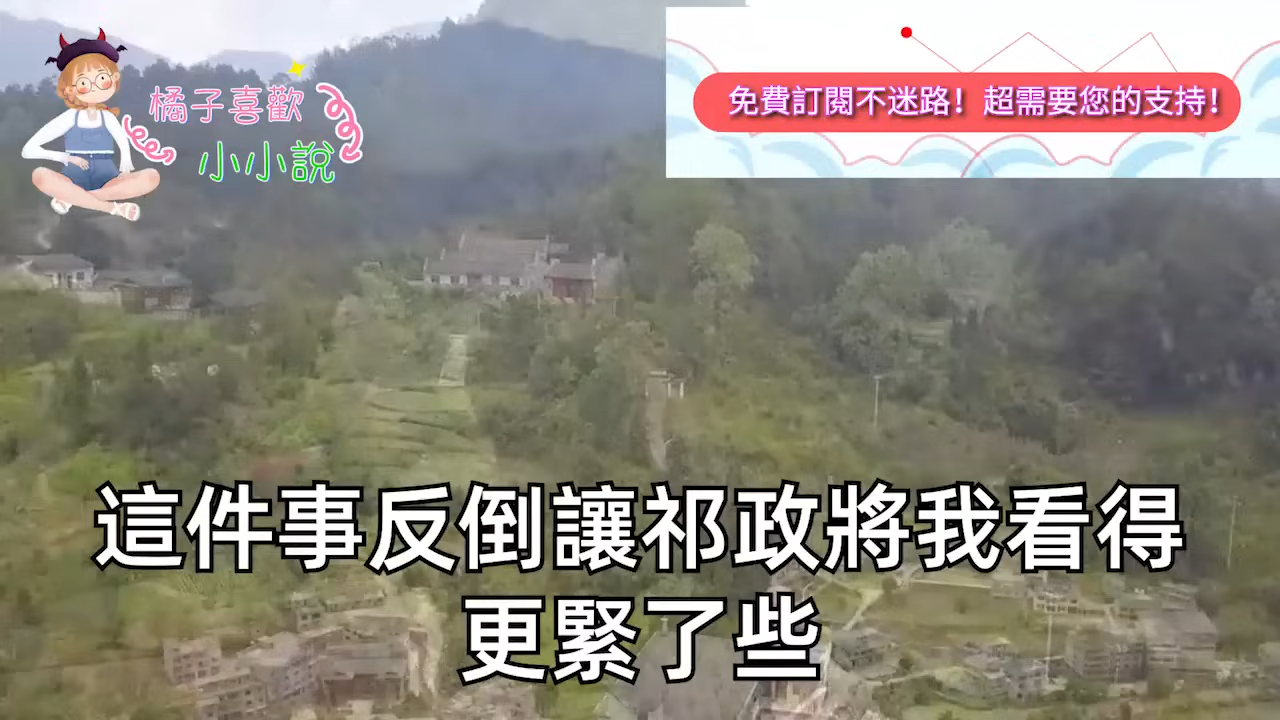 橘子喜歡
小小說
免費訂閱不迷路！超需要您的支持！
這件事反倒讓祁政將我看得
更緊了些